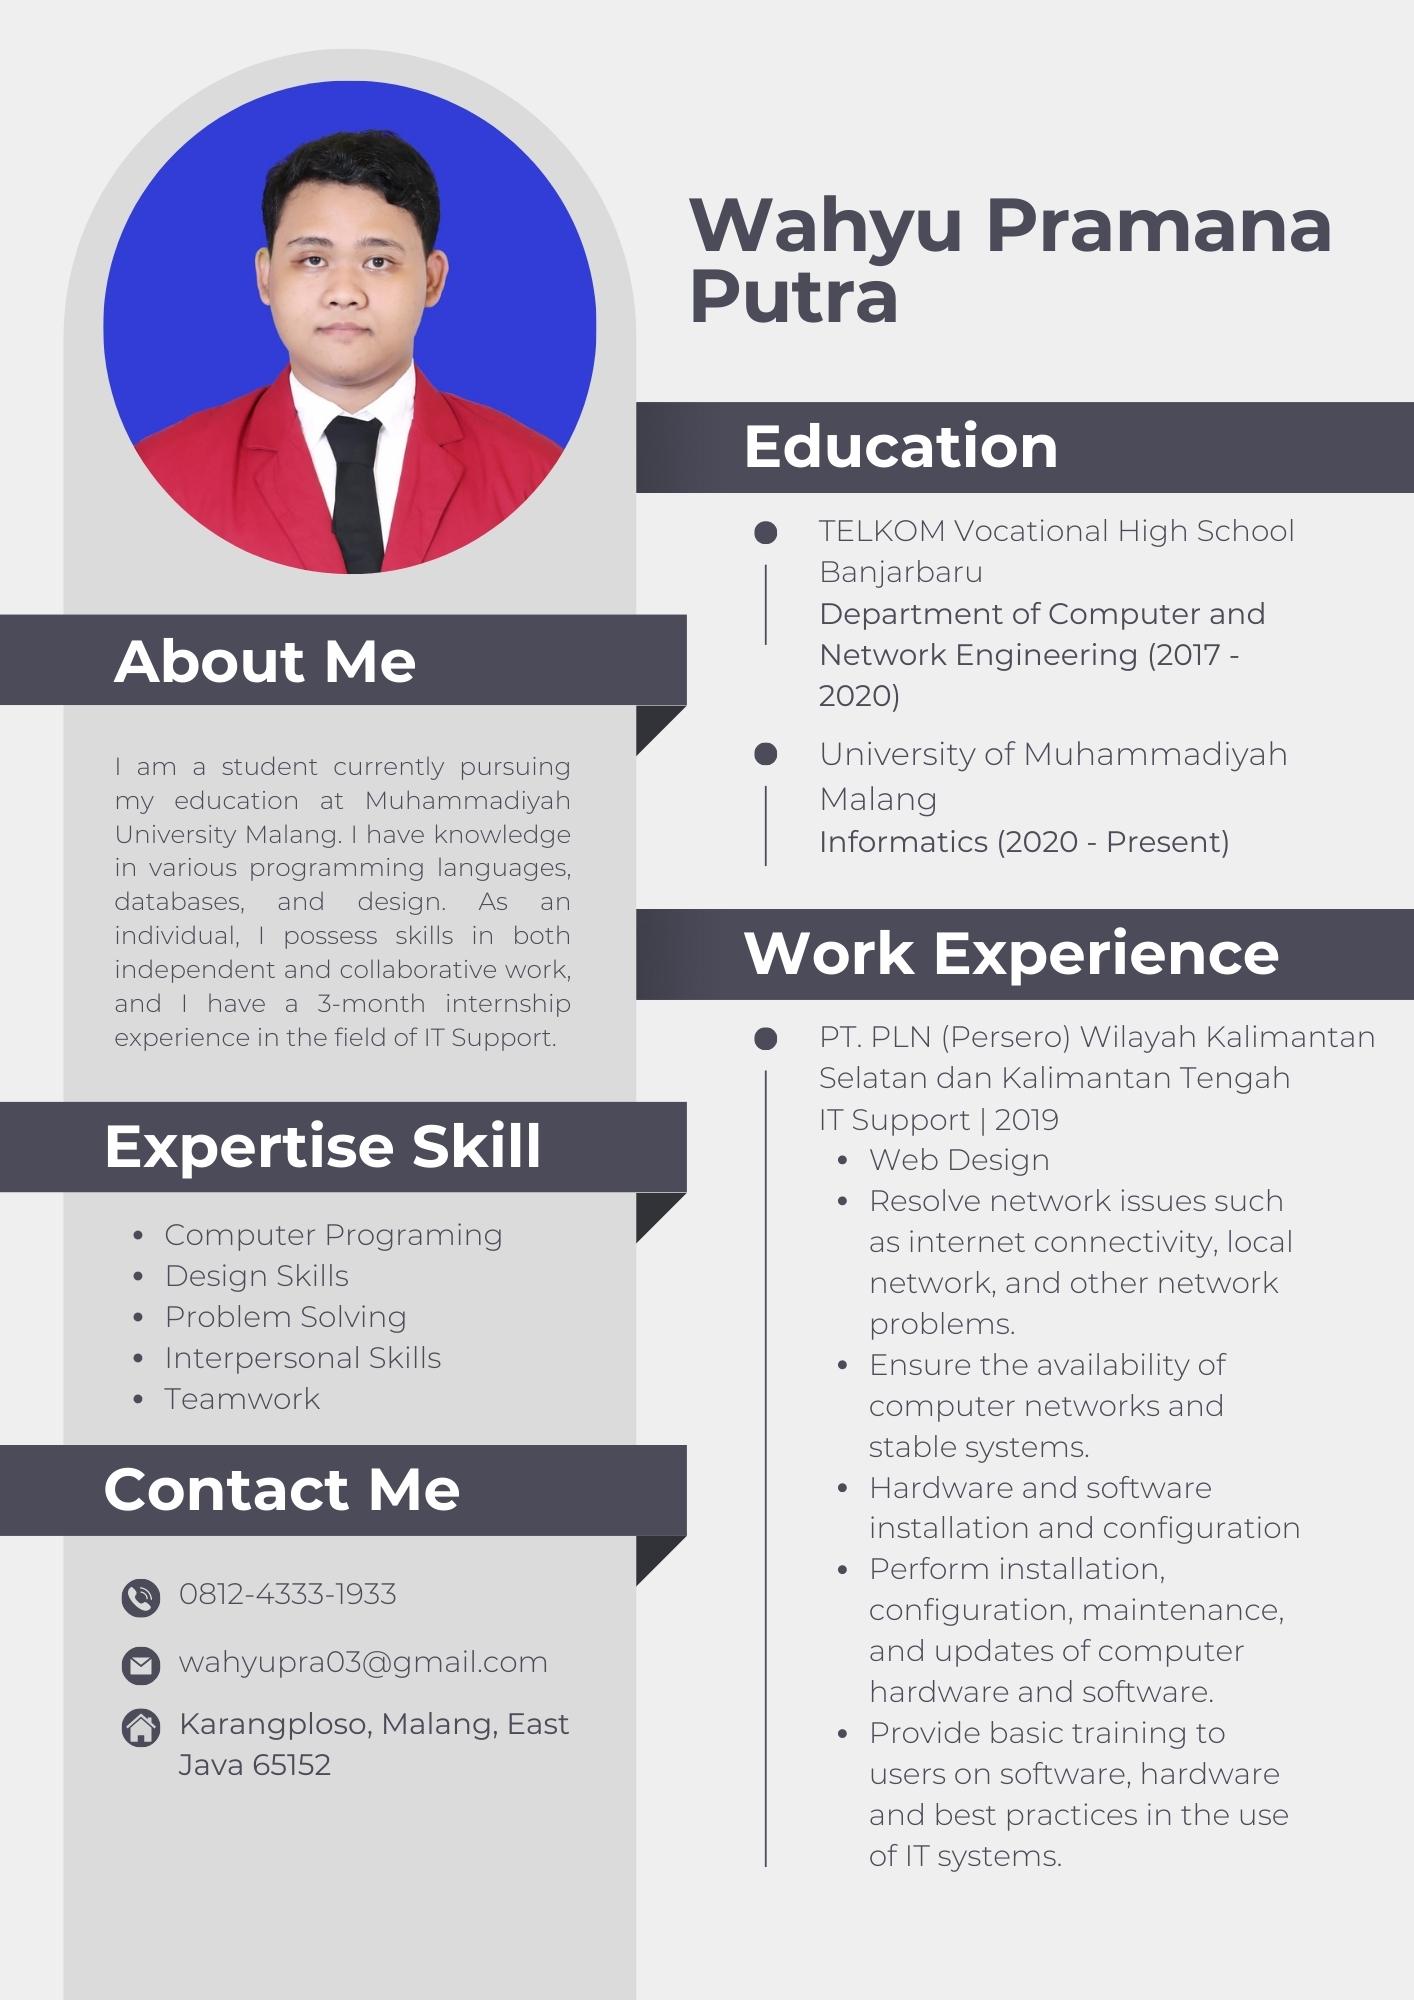 Wahyu Pramana
Putra
About Me
I am a student currently pursuing
my education at Muhammadiyah
University Malang. I have knowledge
in various programming languages,
databases, and design. As an
individual, I possess skills in both
independent and collaborative work,
and I have a 3-month internship
experience in the field of IT Support.
Expertise Skill
• Computer Programing
• Design Skills
• Problem Solving
• Interpersonal Skills
• Teamwork
Contact Me
0812-4333-1933
wahyupra03@gmail.com
Karangploso, Malang, East
Java 65152
Education
TELKOM Vocational High School
Banjarbaru
Department of Computer and
Network Engineering (2017 -
2020)
University of Muhammadiyah
Malang
Informatics (2020 - Present)
Work Experience
PT. PLN (Persero) Wilayah Kalimantan
Selatan dan Kalimantan Tengah
IT Support | 2019
• Web Design
• Resolve network issues such
as internet connectivity, local
network, and other network
problems.
• Ensure the availability of
computer networks and
stable systems.
• Hardware and software
installation and configuration
• Perform installation,
configuration, maintenance,
and updates of computer
hardware and software.
• Provide basic training to
users on software, hardware
and best practices in the use
of IT systems.